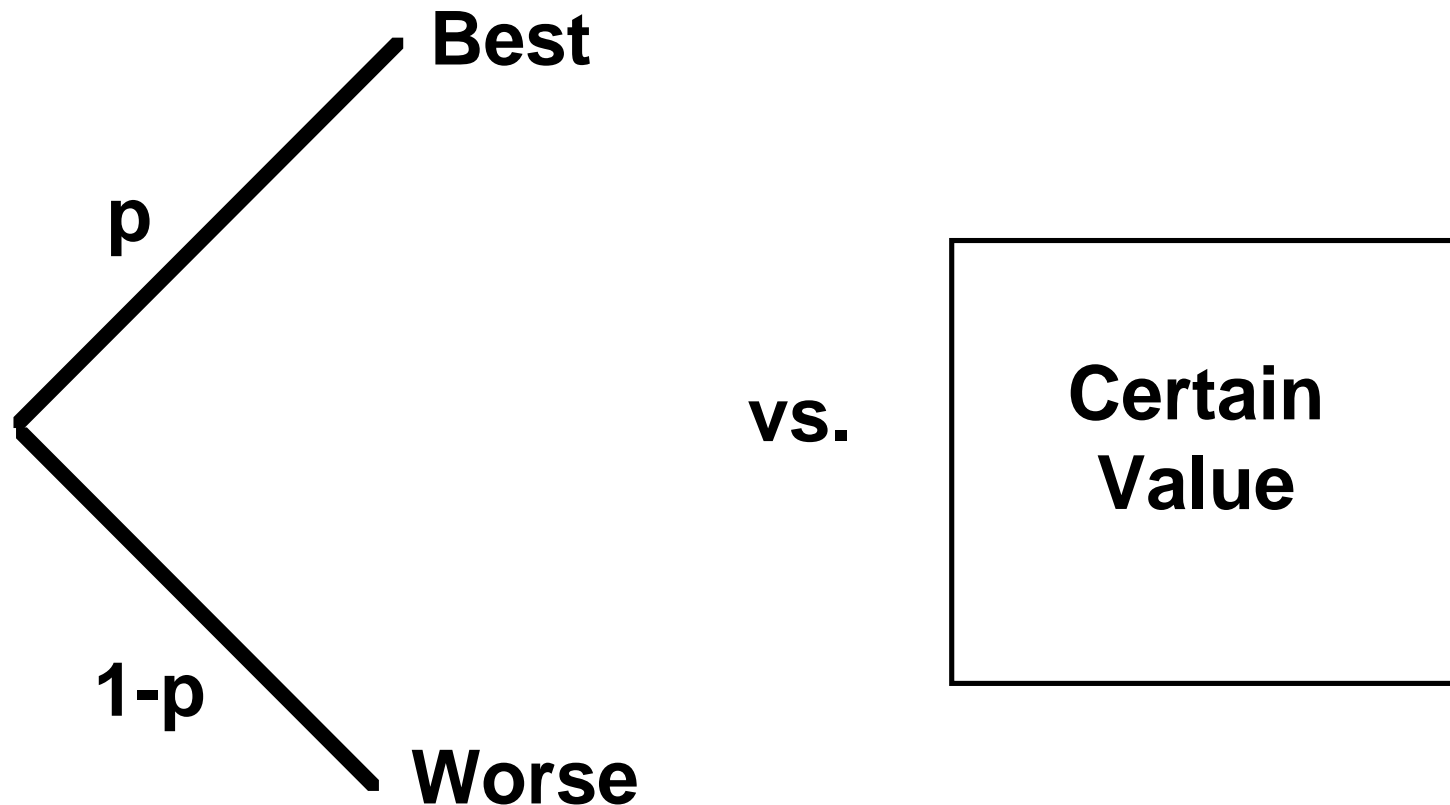 Best
p
vs.
Certain
Value
1-p
Worse